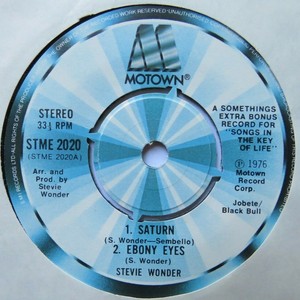 MOTOWN®
STEREO
33⅓ RPM
STME 2020
(STME 2020A)
Arr. and
Prod. by
Stevie
Wonder
A SOMETHINGS
EXTRA BONUS
RECORD FOR
"SONGS IN
THE KEY
OF LIFE"
℗ 1976
Motown
Record
Corp.
Jobete/
Black Bull
1. SATURN
(S. Wonder—Sembello)
2. EBONY EYES
(S. Wonder)
STEVIE WONDER